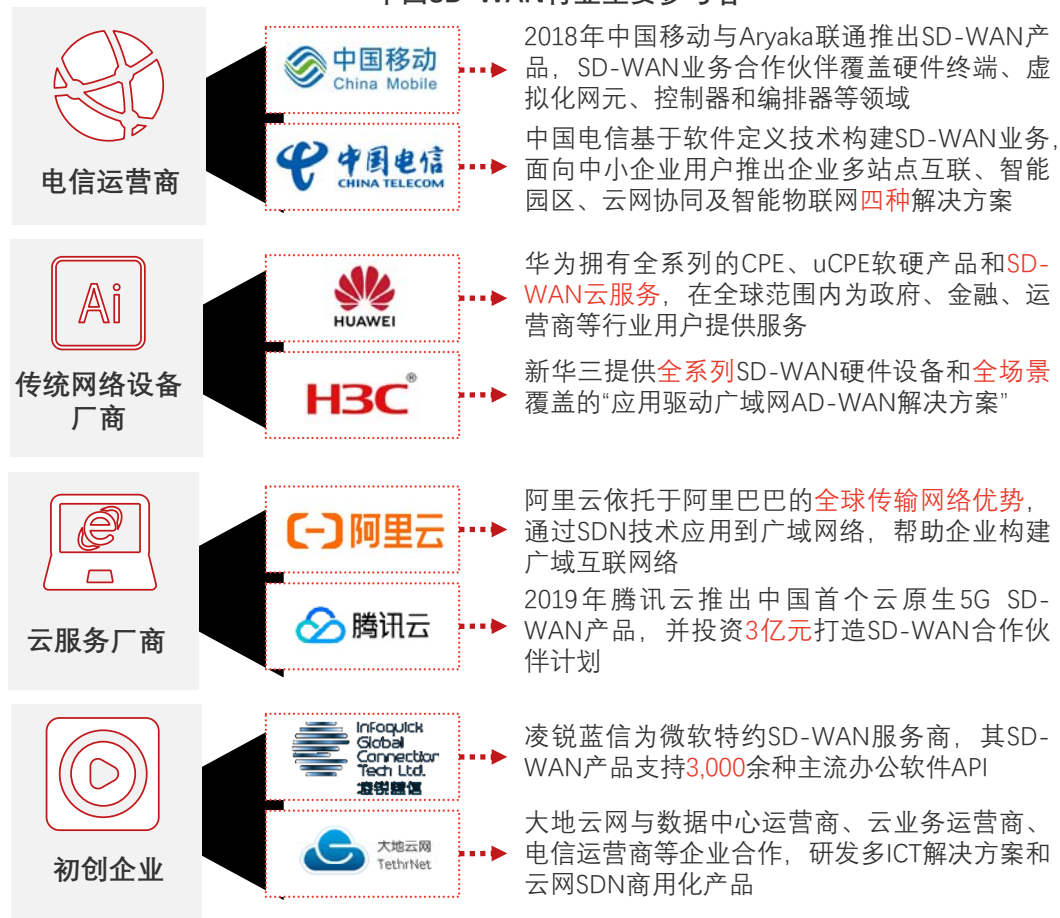 中国SD-WAN行业主要参与者
中国移动
China Mobile
2018年中国移动与Aryaka联通推出SD-WAN产
品，SD-WAN业务合作伙伴覆盖硬件终端、虚
拟化网元、控制器和编排器等领域
电信运营商
中国电信
CHINA TELECOM
中国电信基于软件定义技术构建SD-WAN业务，
面向中小企业用户推出企业多站点互联、智能
园区、云网协同及智能物联网四种解决方案
Ai
传统网络设备
厂商
HUAWEI
华为拥有全系列的CPE、uCPE软硬产品和SD-
WAN云服务，在全球范围内为政府、金融、运
营商等行业用户提供服务
H3C®
新华三提供全系列SD-WAN硬件设备和全场景
覆盖的“应用驱动广域网AD-WAN解决方案”
云服务厂商
阿里云
阿里云依托于阿里巴巴的全球传输网络优势，
通过SDN技术应用到广域网络，帮助企业构建
广域互联网络
腾讯云
2019年腾讯云推出中国首个云原生5G SD-
WAN产品，并投资3亿元打造SD-WAN合作伙
伴计划
初创企业
InFoquick
Global
Connection
Tech Ltd.
凌锐蓝信
凌锐蓝信为微软特约SD-WAN服务商，其SD-
WAN产品支持3,000余种主流办公软件API
大地云网
TethrNet
大地云网与数据中心运营商、云业务运营商、
电信运营商等企业合作，研发多ICT解决方案和
云网SDN商用化产品